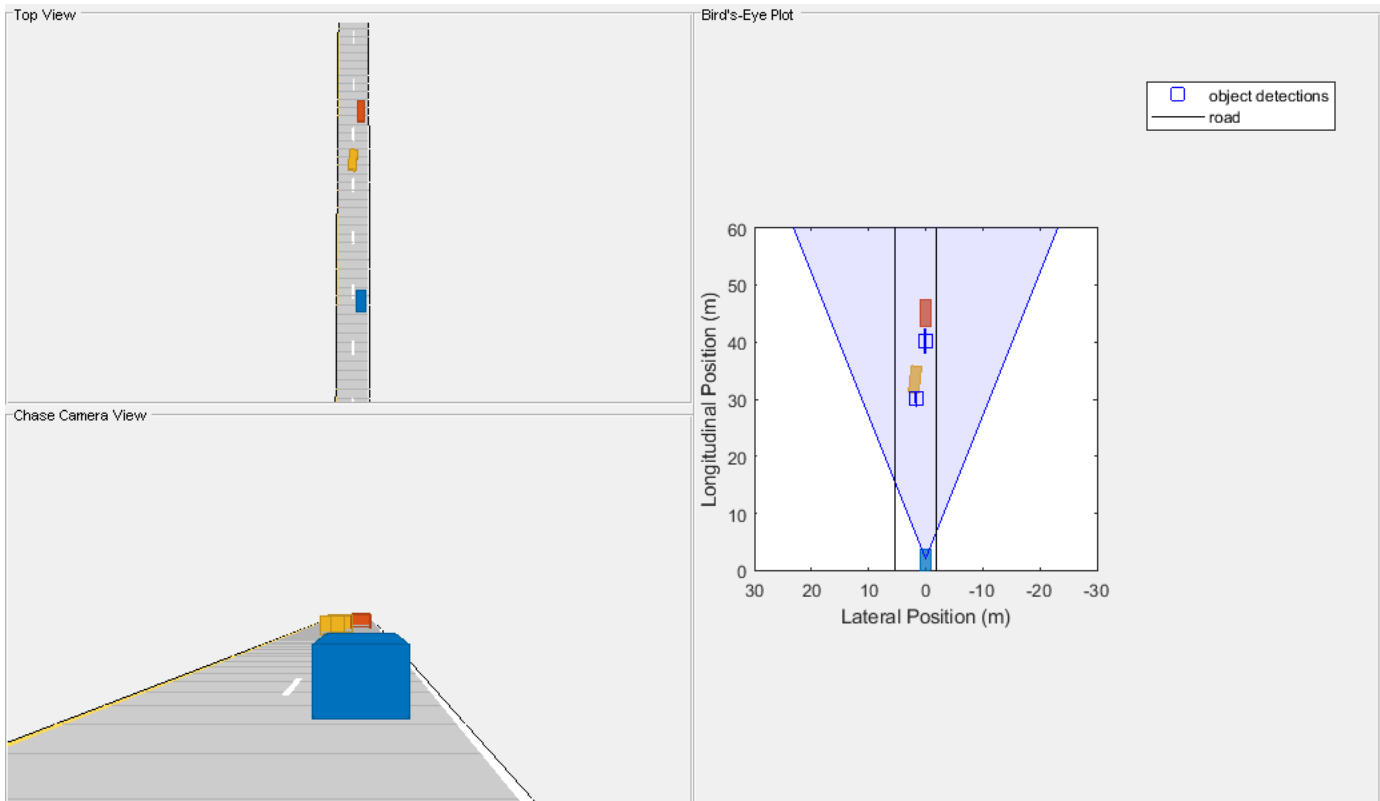 Top View
Bird's-Eye Plot
object detections
road
60
50
40
30
20
10
0
Longitudinal Position (m)
30 20 10 0 -10 -20 -30
Lateral Position (m)
Chase Camera View